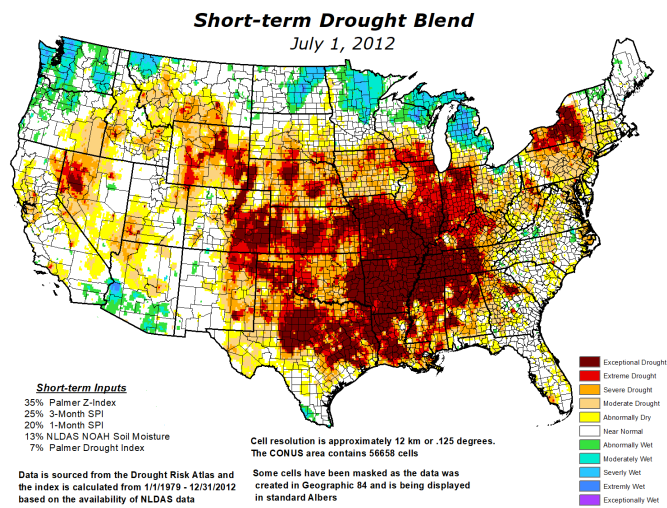 Short-term Drought Blend
July 1, 2012
Short-term Inputs
35% Palmer Z-Index
25% 3-Month SPI
20% 1-Month SPI
13% NLDAS NOAH Soil Moisture
7% Palmer Drought Index
Data is sourced from the Drought Risk Atlas and
the index is calculated from 1/1/1979 - 12/31/2012
based on the availability of NLDAS data
Cell resolution is approximately 12 km or .125 degrees.
The CONUS area contains 56658 cells
Some cells have been masked as the data was
created in Geographic 84 and is being displayed
in standard Albers
Exceptional Drought
Extreme Drought
Severe Drought
Moderate Drought
Abnormally Dry
Near Normal
Abnormally Wet
Moderately Wet
Severly Wet
Extremly Wet
Exceptionally Wet